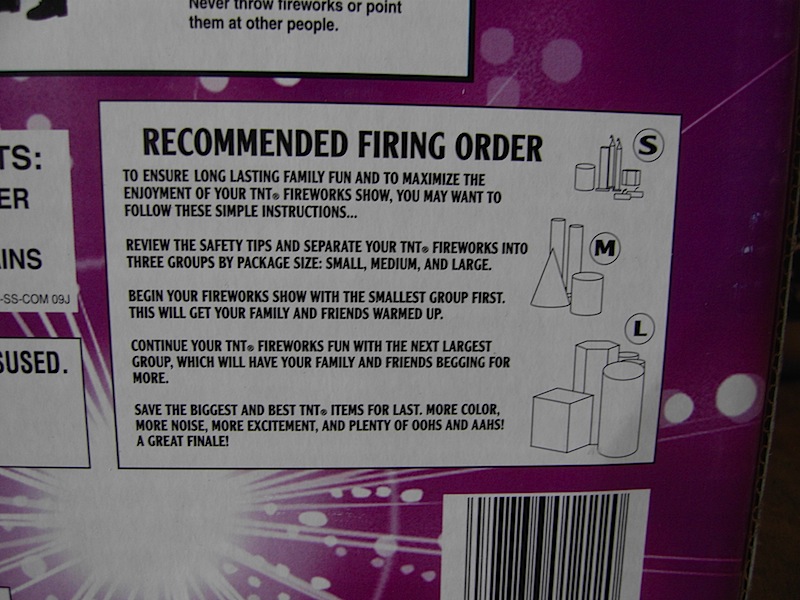 Never throw fireworks or point
them at other people.
TS:
ER
INS
-SS-COM 09J
SUSED.
RECOMMENDED FIRING ORDER
TO ENSURE LONG LASTING FAMILY FUN AND TO MAXIMIZE THE
ENJOYMENT OF YOUR TNT® FIREWORKS SHOW, YOU MAY WANT TO
FOLLOW THESE SIMPLE INSTRUCTIONS...
REVIEW THE SAFETY TIPS AND SEPARATE YOUR TNT® FIREWORKS INTO
THREE GROUPS BY PACKAGE SIZE: SMALL, MEDIUM, AND LARGE.
BEGIN YOUR FIREWORKS SHOW WITH THE SMALLEST GROUP FIRST.
THIS WILL GET YOUR FAMILY AND FRIENDS WARMED UP.
CONTINUE YOUR TNT® FIREWORKS FUN WITH THE NEXT LARGEST
GROUP, WHICH WILL HAVE YOUR FAMILY AND FRIENDS BEGGING FOR
MORE.
SAVE THE BIGGEST AND BEST TNT® ITEMS FOR LAST. MORE COLOR,
MORE NOISE, MORE EXCITEMENT, AND PLENTY OF OOHS AND AAHS!
A GREAT FINALE!
S
M
L